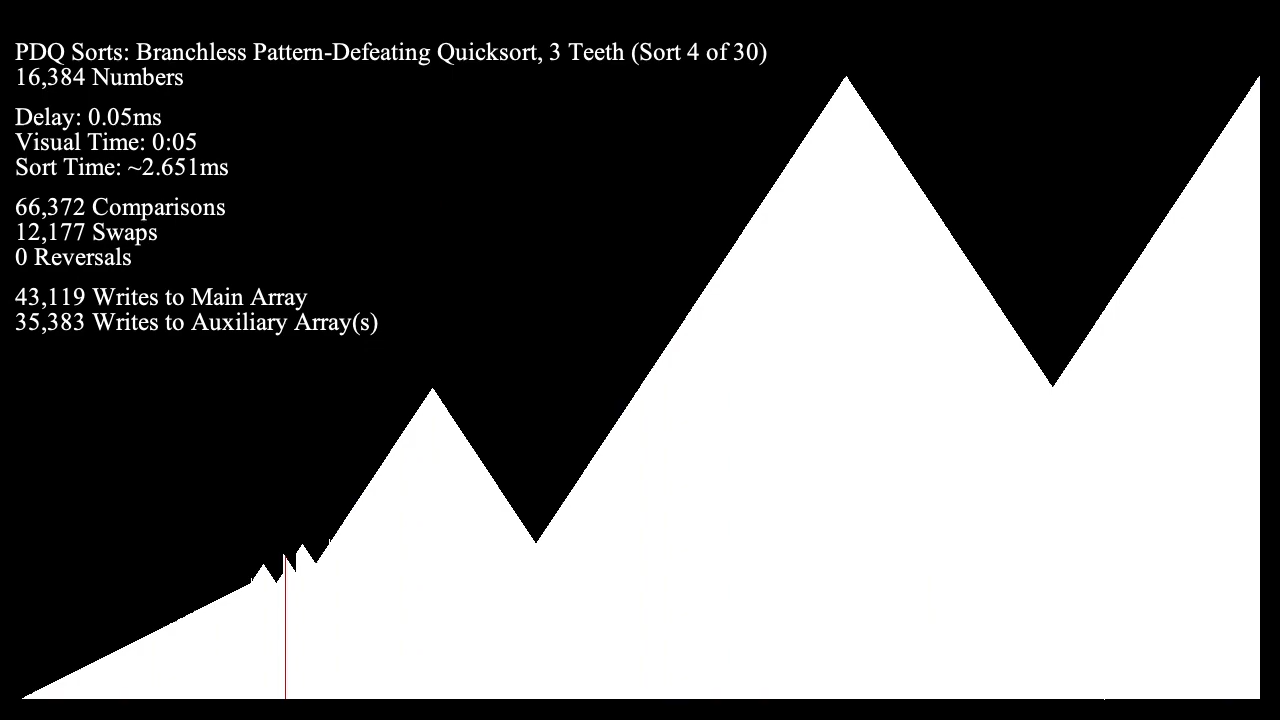 PDQ Sorts: Branchless Pattern-Defeating Quicksort, 3 Teeth (Sort 4 of 30)
16,384 Numbers
Delay: 0.05ms
Visual Time: 0:05
Sort Time: ~2.651ms
66,372 Comparisons
12,177 Swaps
0 Reversals
43,119 Writes to Main Array
35,383 Writes to Auxiliary Array(s)